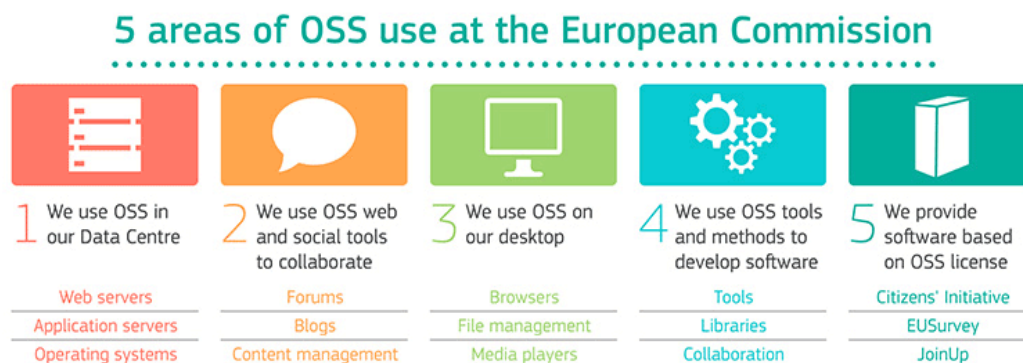 5 areas of OSS use at the European Commission
1 We use OSS in
our Data Centre
Web servers
Application servers
Operating systems
2 We use OSS web
and social tools
to collaborate
Forums
Blogs
Content management
3 We use OSS on
our desktop
Browsers
File management
Media players
4 We use OSS tools
and methods to
develop software
Tools
Libraries
Collaboration
5 We provide
software based
on OSS license
Citizens' Initiative
EUSurvey
JoinUp